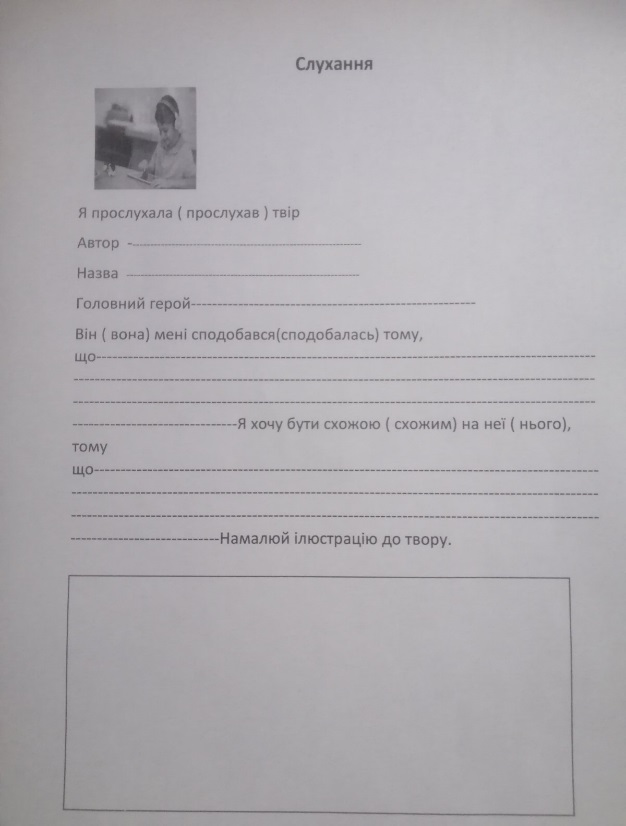 Слухання
Я прослухала ( прослухав ) твір
Автор -----------------------------------------------
Назва -----------------------------------------------
Головний герой------------------------------------------------------
Він ( вона) мені сподобався(сподобалась) тому,
що-----------------------------------------------------------------------------------------------
----------------------------------------------------------------------------------------------------
----------------------------------------------------------------------------------------------------
-------------------------------Я хочу бути схожою ( схожим) на неї ( нього),
тому
що------------------------------------------------------------------------------------------------
----------------------------------------------------------------------------------------------------
----------------------------------------------------------------------------------------------------
----------------------------Намалюй ілюстрацію до твору.